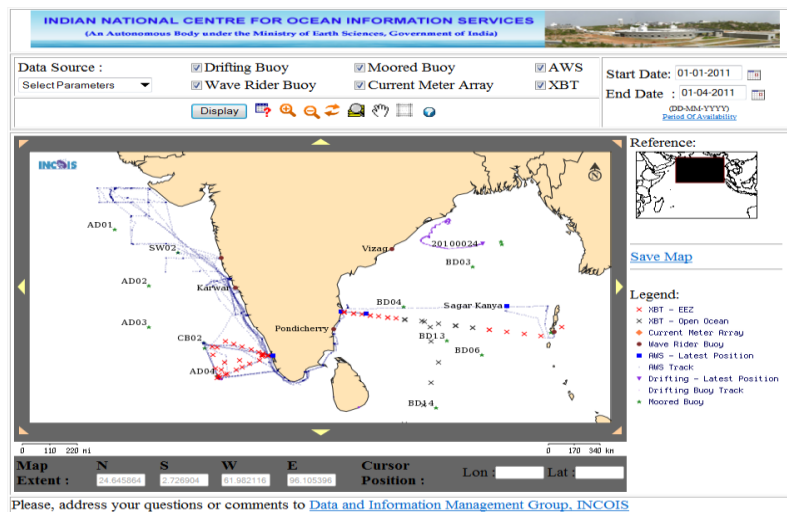 INDIAN NATIONAL CENTRE FOR OCEAN INFORMATION SERVICES
(An Autonomous Body under the Ministry of Earth Sciences, Government of India)
Data Source :
Select Parameters
Drifting Buoy
Moored Buoy
AWS
Wave Rider Buoy
Current Meter Array
XBT
Display
Start Date: 01-01-2011
End Date : 01-04-2011
(DD-MM-YYYY)
Period Of Availability
INCOIS
AD01
SW02
AD02
Karwar
AD03
CB02
AD04
Pondicherry
Vizag
20100024
BD03
BD04
Sagar Kanya
BD13
BD06
BD14
Reference:
Save Map
Legend:
XBT - EEZ
XBT - Open Ocean
Current Meter Array
Wave Rider Buoy
AWS - Latest Position
AWS Track
Drifting - Latest Position
Drifting Buoy Track
Moored Buoy
0 110 220 mi
0 170 340 km
Map Extent :
N
24.645864
S
2.726904
W
61.982116
E
96.105396
Cursor Position :
Lon :
Lat :
Please, address your questions or comments to Data and Information Management Group, INCOIS